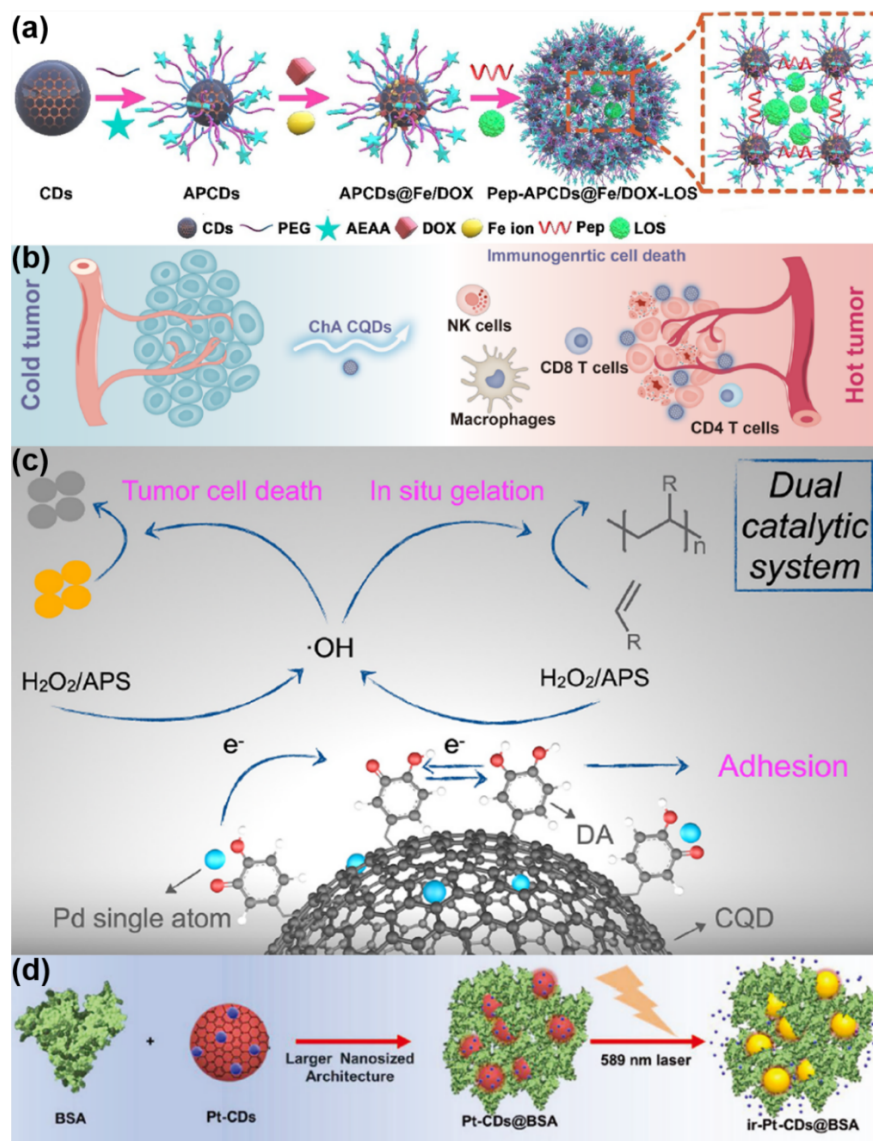 (a)
CDs
APCDs
APCDs@Fe/DOX
Pep-APCDs@Fe/DOX-LOS
CDs PEG AEAA DOX Fe ion Pep LOS
(b)
Cold tumor
ChA CQDs
Immunogenrtic cell death
NK cells
CD8 T cells
Macrophages
CD4 T cells
Hot tumor
(c)
Tumor cell death
In situ gelation
Dual
catalytic
system
R
n
R
·OH
H₂O₂/APS
H₂O₂/APS
e⁻
e⁻
Adhesion
DA
Pd single atom
CQD
(d)
BSA
+
Pt-CDs
Larger Nanosized
Architecture
Pt-CDs@BSA
589 nm laser
ir-Pt-CDs@BSA